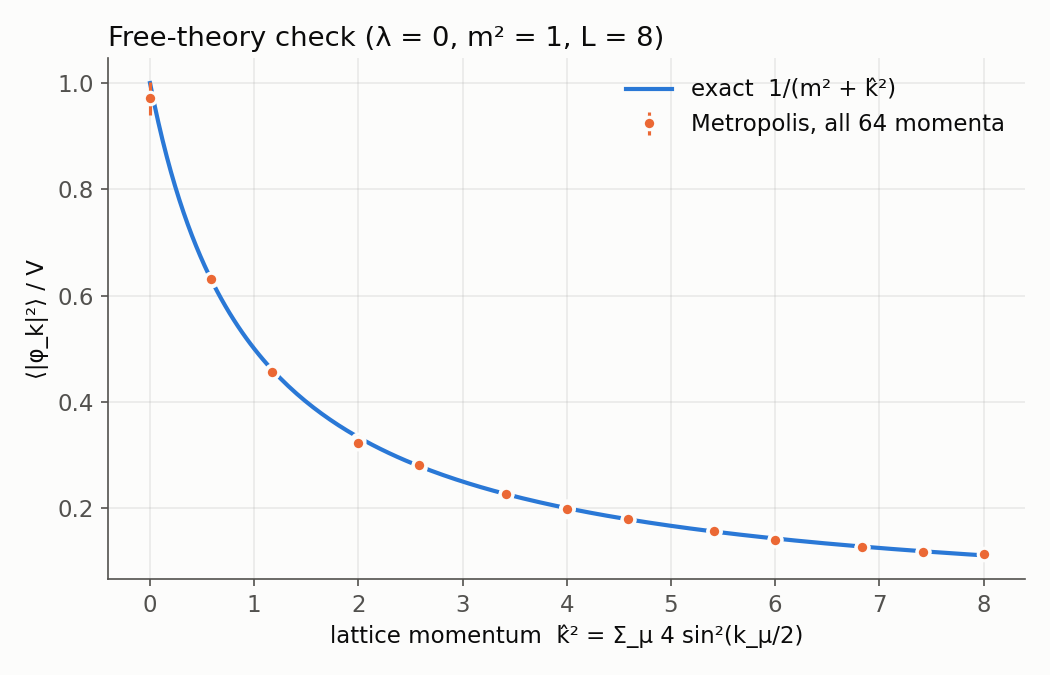 Free-theory check (λ = 0, m² = 1, L = 8)
exact 1/(m² + k̂²)
Metropolis, all 64 momenta
⟨|φ_k|²⟩ / V
1.0
0.8
0.6
0.4
0.2
0 1 2 3 4 5 6 7 8
lattice momentum k̂² = Σ_μ 4 sin²(k_μ/2)